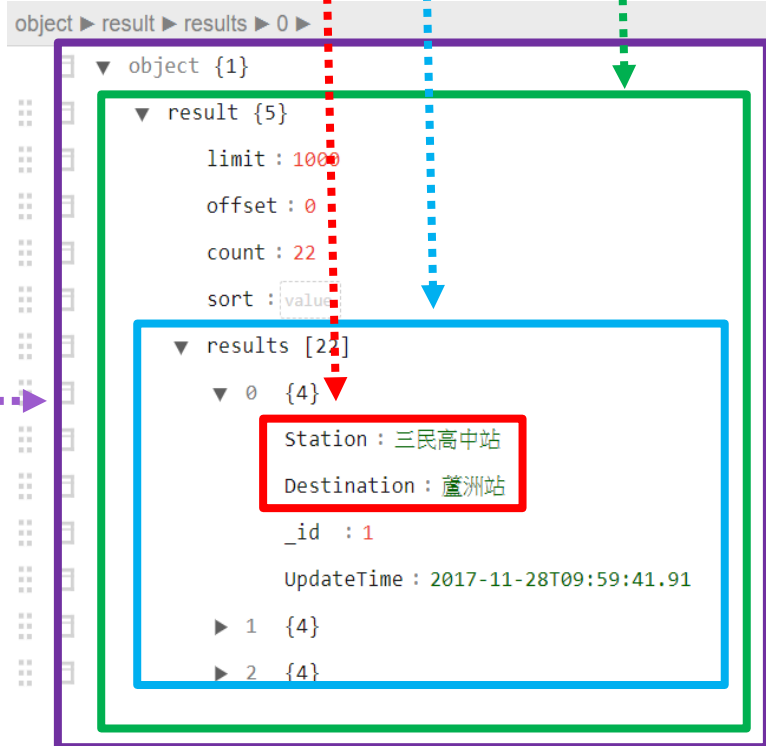 object ▶ result ▶ results ▶ 0 ▶
▼ object {1}
▼ result {5}
limit : 1000
offset : 0
count : 22
sort : value
▼ results [22]
▼ 0 {4}
Station : 三民高中站
Destination : 蘆洲站
_id : 1
UpdateTime : 2017-11-28T09:59:41.91
▶ 1 {4}
▶ 2 {4}